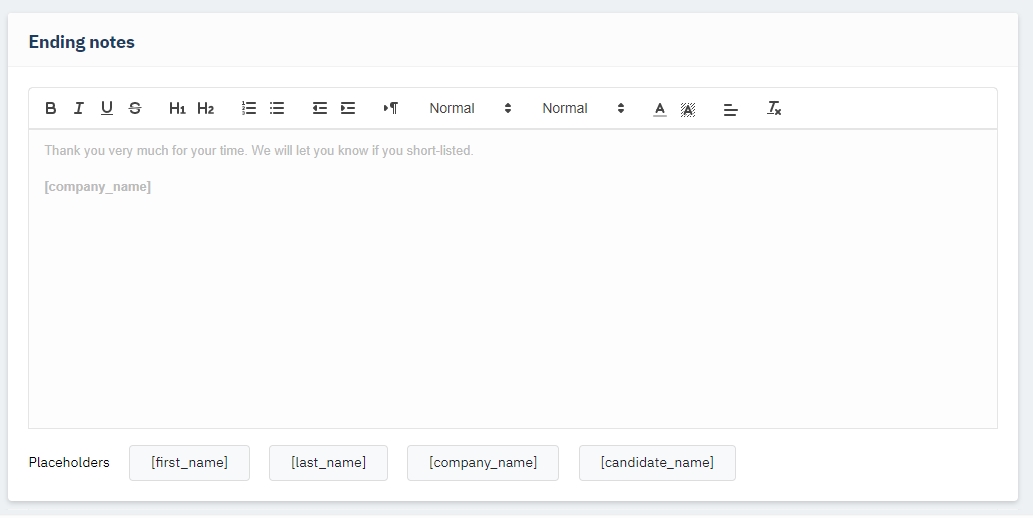 Ending notes
B I U S H1 H2 Normal Normal A A Tx
Thank you very much for your time. We will let you know if you short-listed.
[company_name]
Placeholders [first_name] [last_name] [company_name] [candidate_name]